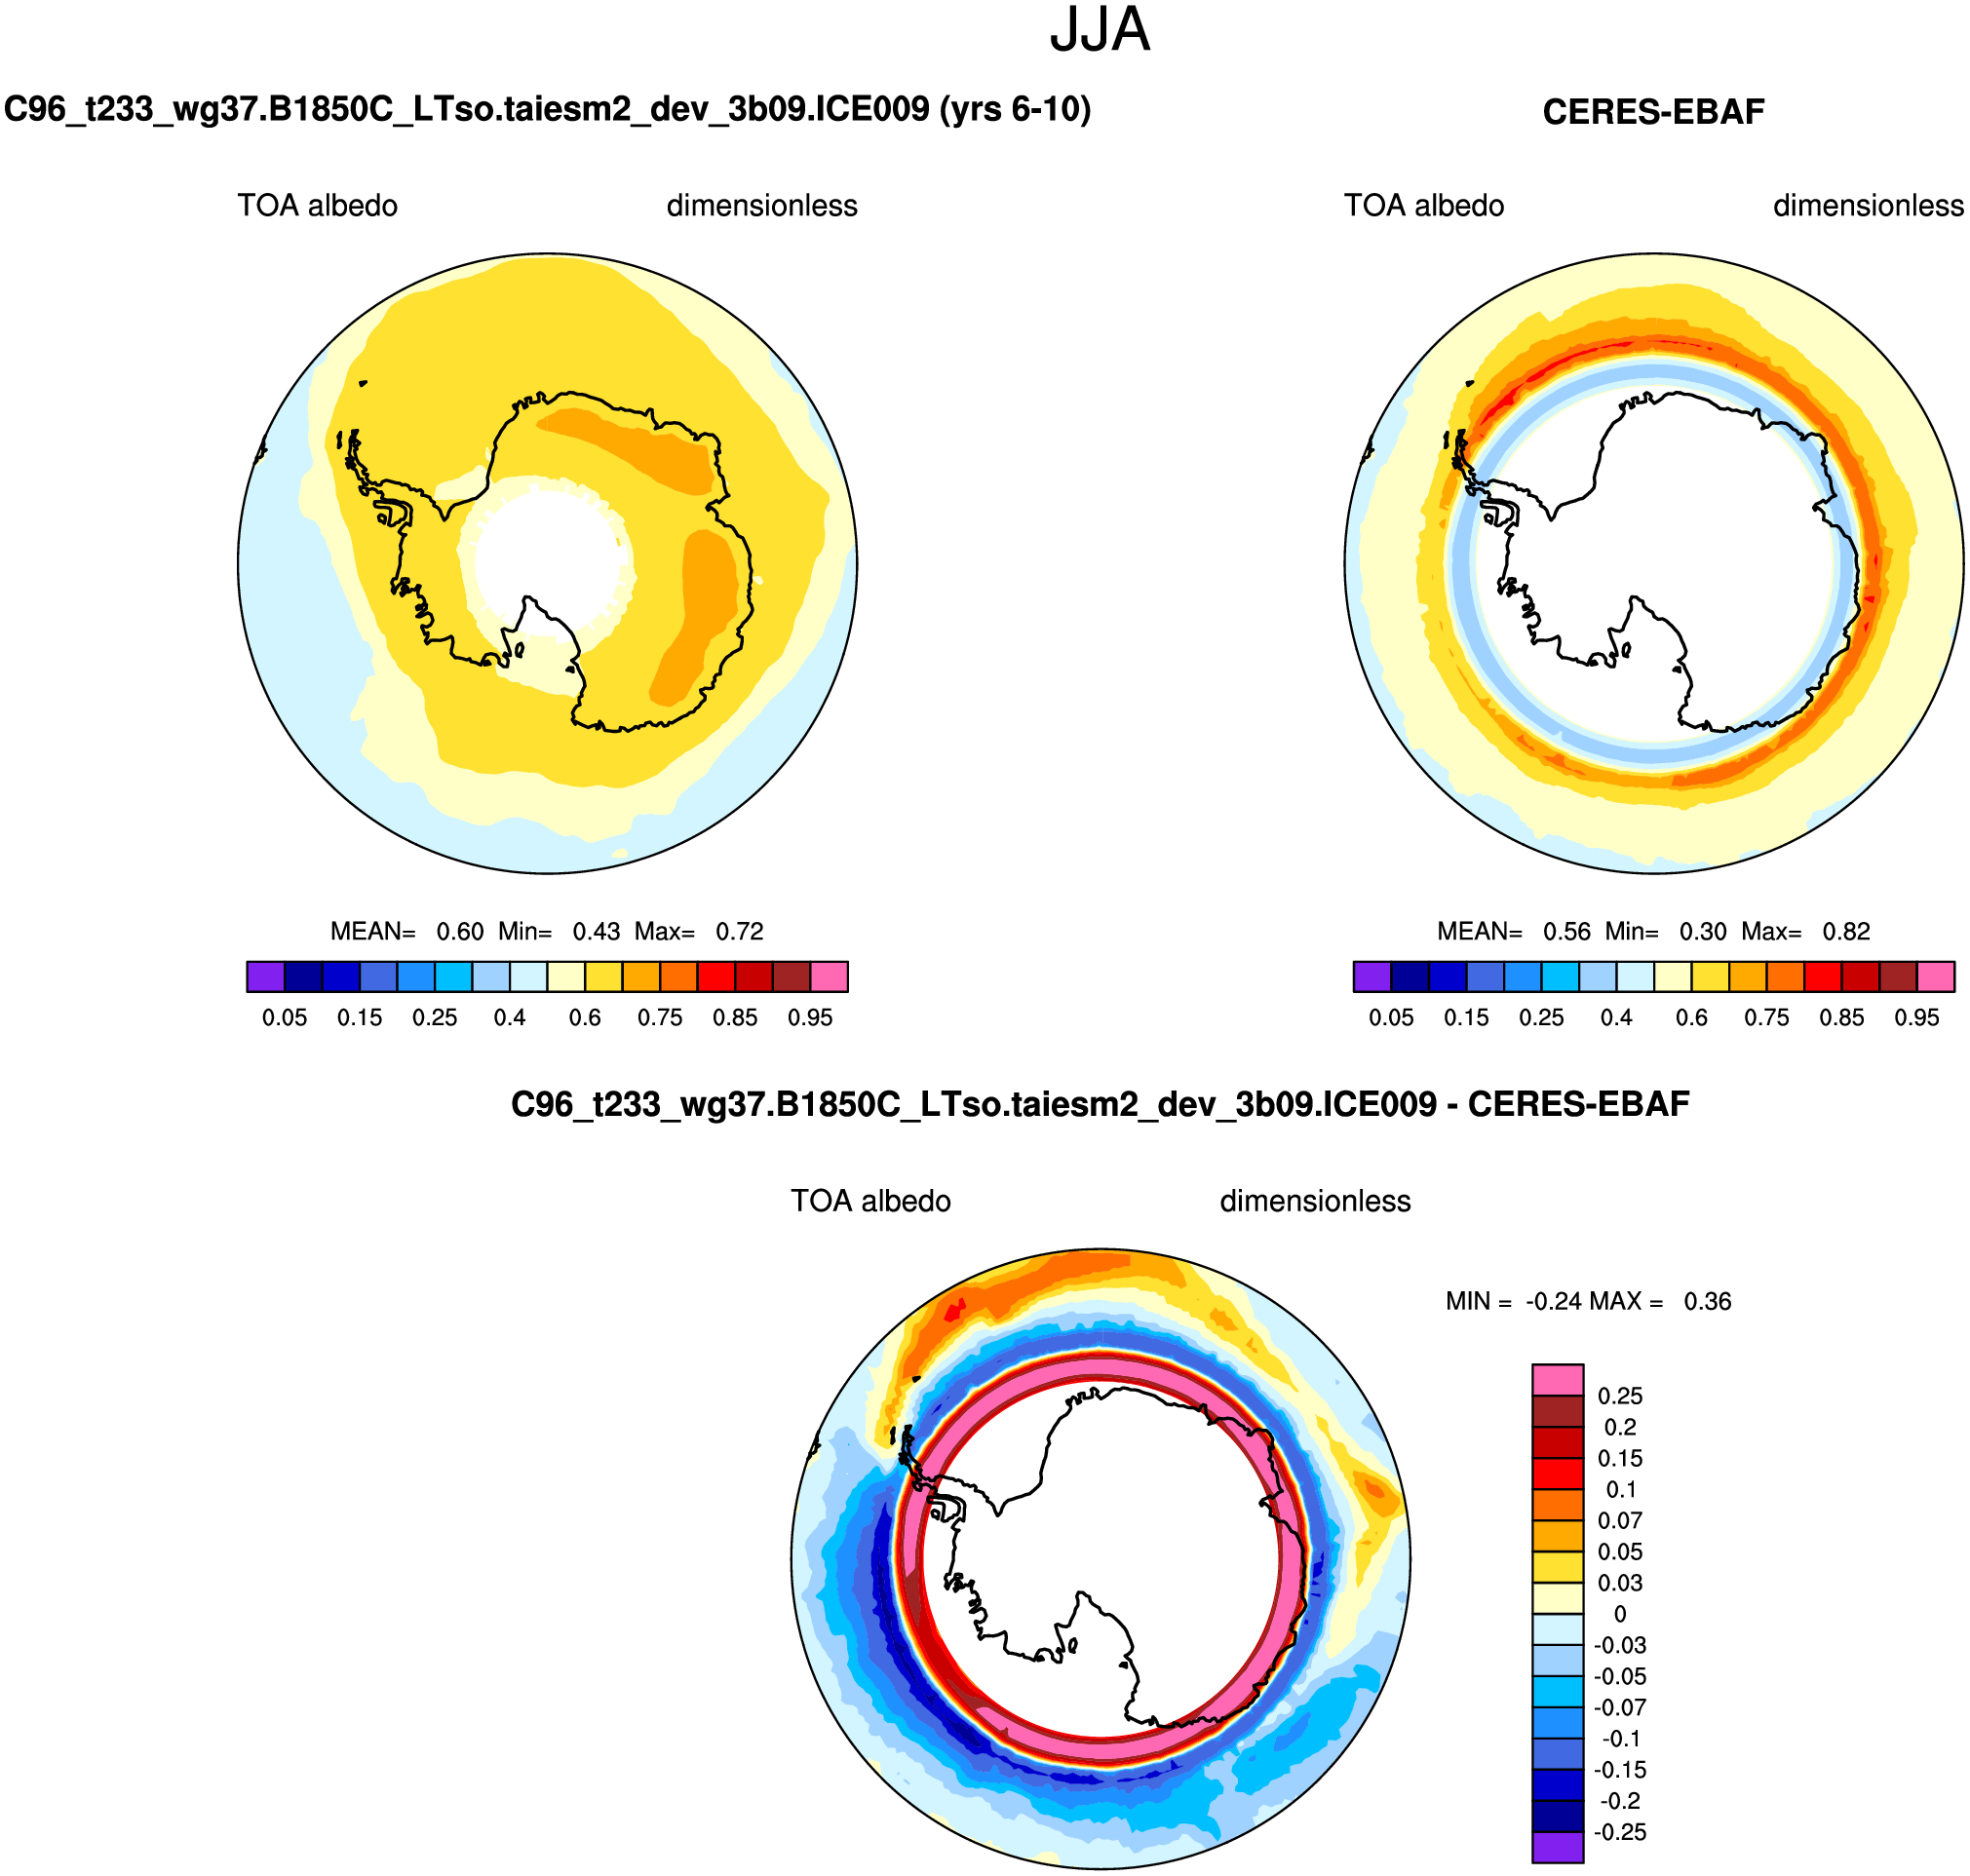 JJA
C96_t233_wg37.B1850C_LTso.taiesm2_dev_3b09.ICE009 (yrs 6-10)
CERES-EBAF
TOA albedo dimensionless
TOA albedo dimensionless
MEAN= 0.60 Min= 0.43 Max= 0.72
MEAN= 0.56 Min= 0.30 Max= 0.82
0.05 0.15 0.25 0.4 0.6 0.75 0.85 0.95
0.05 0.15 0.25 0.4 0.6 0.75 0.85 0.95
C96_t233_wg37.B1850C_LTso.taiesm2_dev_3b09.ICE009 - CERES-EBAF
TOA albedo dimensionless
MIN = -0.24 MAX = 0.36
0.25
0.2
0.15
0.1
0.07
0.05
0.03
0
-0.03
-0.05
-0.07
-0.1
-0.15
-0.2
-0.25